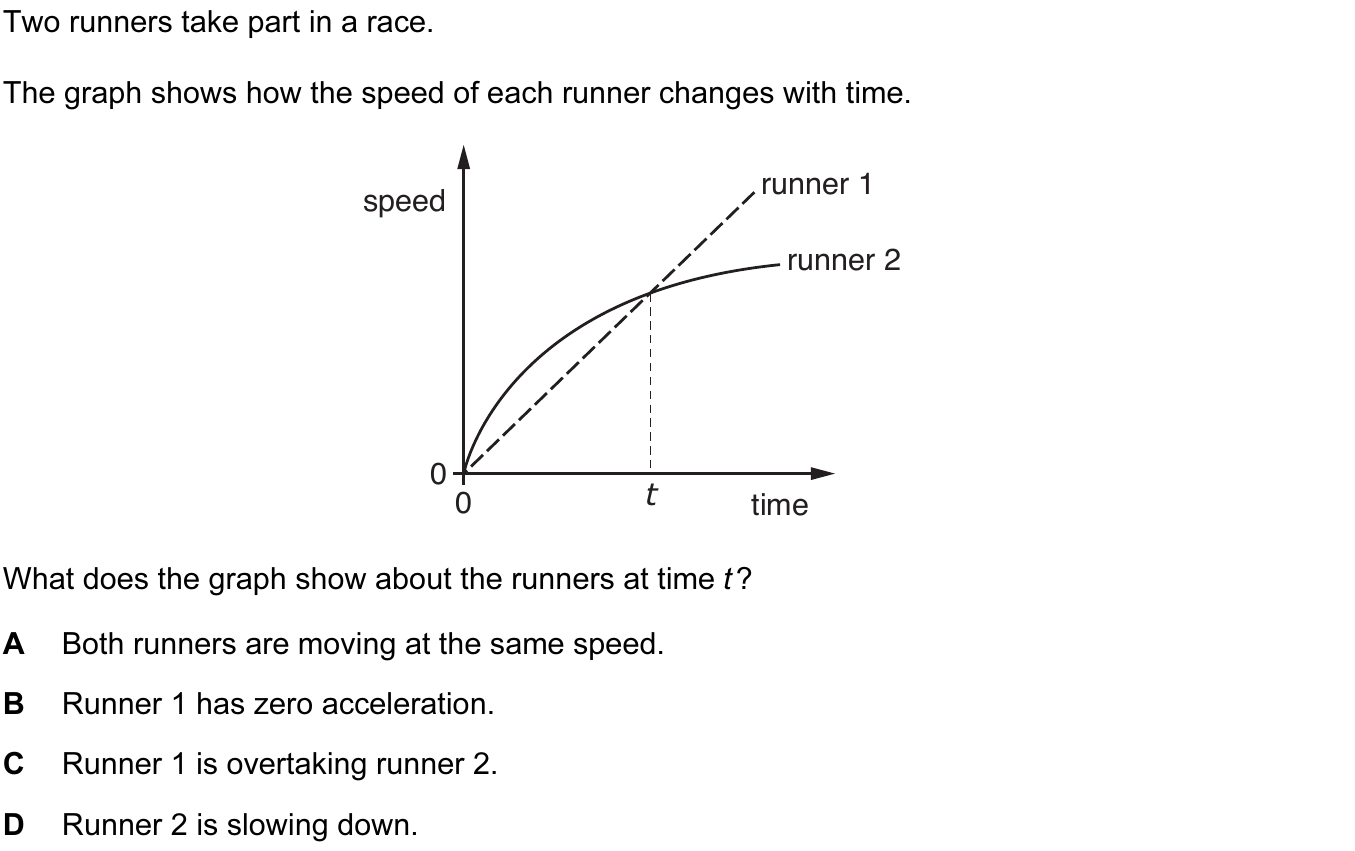 Two runners take part in a race.
The graph shows how the speed of each runner changes with time.
runner 1
speed
runner 2
0
0
t
time
What does the graph show about the runners at time t?
A Both runners are moving at the same speed.
B Runner 1 has zero acceleration.
C Runner 1 is overtaking runner 2.
D Runner 2 is slowing down.